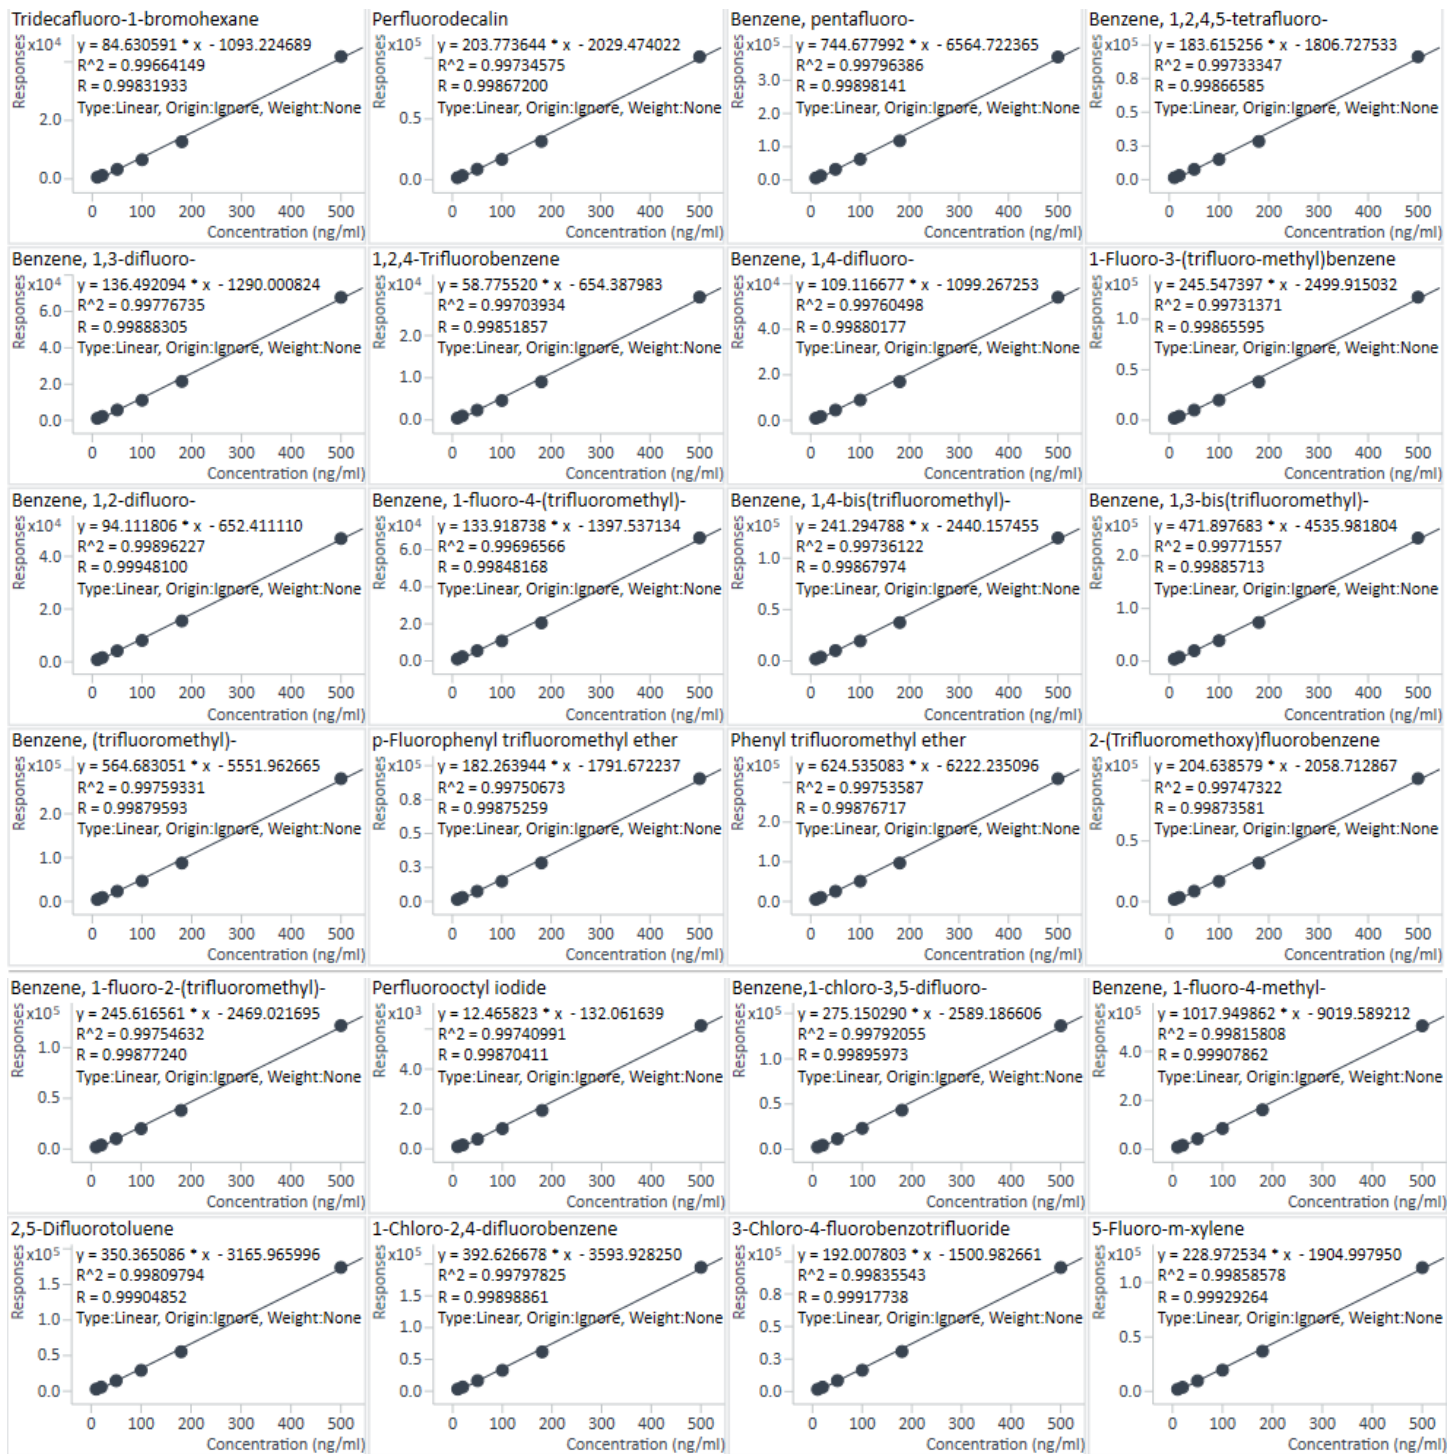 Tridecafluoro-1-bromohexane
Responses
x10⁴
y = 84.630591 * x - 1093.224689
R^2 = 0.99664149
R = 0.99831933
Type:Linear, Origin:Ignore, Weight:None
2.0
0.0
0 100 200 300 400 500
Concentration (ng/ml)
Perfluorodecalin
Responses
x10⁵
y = 203.773644 * x - 2029.474022
R^2 = 0.99734575
R = 0.99867200
Type:Linear, Origin:Ignore, Weight:None
0.5
0.0
0 100 200 300 400 500
Concentration (ng/ml)
Benzene, pentafluoro-
Responses
x10⁵
y = 744.677992 * x - 6564.722365
R^2 = 0.99796386
R = 0.99898141
Type:Linear, Origin:Ignore, Weight:None
3.0
2.0
1.0
0.0
0 100 200 300 400 500
Concentration (ng/ml)
Benzene, 1,2,4,5-tetrafluoro-
Responses
x10⁵
y = 183.615256 * x - 1806.727533
R^2 = 0.99733347
R = 0.99866585
Type:Linear, Origin:Ignore, Weight:None
0.8
0.5
0.3
0.0
0 100 200 300 400 500
Concentration (ng/ml)
Benzene, 1,3-difluoro-
Responses
x10⁴
y = 136.492094 * x - 1290.000824
R^2 = 0.99776735
R = 0.99888305
Type:Linear, Origin:Ignore, Weight:None
6.0
4.0
2.0
0.0
0 100 200 300 400 500
Concentration (ng/ml)
1,2,4-Trifluorobenzene
Responses
x10⁴
y = 58.775520 * x - 654.387983
R^2 = 0.99703934
R = 0.99851857
Type:Linear, Origin:Ignore, Weight:None
2.0
1.0
0.0
0 100 200 300 400 500
Concentration (ng/ml)
Benzene, 1,4-difluoro-
Responses
x10⁴
y = 109.116677 * x - 1099.267253
R^2 = 0.99760498
R = 0.99880177
Type:Linear, Origin:Ignore, Weight:None
4.0
2.0
0.0
0 100 200 300 400 500
Concentration (ng/ml)
1-Fluoro-3-(trifluoro-methyl)benzene
Responses
x10⁵
y = 245.547397 * x - 2499.915032
R^2 = 0.99731371
R = 0.99865595
Type:Linear, Origin:Ignore, Weight:None
1.0
0.5
0.0
0 100 200 300 400 500
Concentration (ng/ml)
Benzene, 1,2-difluoro-
Responses
x10⁴
y = 94.111806 * x - 652.411110
R^2 = 0.99896227
R = 0.99948100
Type:Linear, Origin:Ignore, Weight:None
4.0
2.0
0.0
0 100 200 300 400 500
Concentration (ng/ml)
Benzene, 1-fluoro-4-(trifluoromethyl)-
Responses
x10⁴
y = 133.918738 * x - 1397.537134
R^2 = 0.99696566
R = 0.99848168
Type:Linear, Origin:Ignore, Weight:None
6.0
4.0
2.0
0.0
0 100 200 300 400 500
Concentration (ng/ml)
Benzene, 1,4-bis(trifluoromethyl)-
Responses
x10⁵
y = 241.294788 * x - 2440.157455
R^2 = 0.99736122
R = 0.99867974
Type:Linear, Origin:Ignore, Weight:None
1.0
0.5
0.0
0 100 200 300 400 500
Concentration (ng/ml)
Benzene, 1,3-bis(trifluoromethyl)-
Responses
x10⁵
y = 471.897683 * x - 4535.981804
R^2 = 0.99771557
R = 0.99885713
Type:Linear, Origin:Ignore, Weight:None
2.0
1.0
0.0
0 100 200 300 400 500
Concentration (ng/ml)
Benzene, (trifluoromethyl)-
Responses
x10⁵
y = 564.683051 * x - 5551.962665
R^2 = 0.99759331
R = 0.99879593
Type:Linear, Origin:Ignore, Weight:None
2.0
1.0
0.0
0 100 200 300 400 500
Concentration (ng/ml)
p-Fluorophenyl trifluoromethyl ether
Responses
x10⁵
y = 182.263944 * x - 1791.672237
R^2 = 0.99750673
R = 0.99875259
Type:Linear, Origin:Ignore, Weight:None
0.8
0.5
0.3
0.0
0 100 200 300 400 500
Concentration (ng/ml)
Phenyl trifluoromethyl ether
Responses
x10⁵
y = 624.535083 * x - 6222.235096
R^2 = 0.99753587
R = 0.99876717
Type:Linear, Origin:Ignore, Weight:None
2.0
1.0
0.0
0 100 200 300 400 500
Concentration (ng/ml)
2-(Trifluoromethoxy)fluorobenzene
Responses
x10⁵
y = 204.638579 * x - 2058.712867
R^2 = 0.99747322
R = 0.99873581
Type:Linear, Origin:Ignore, Weight:None
0.5
0.0
0 100 200 300 400 500
Concentration (ng/ml)
Benzene, 1-fluoro-2-(trifluoromethyl)-
Responses
x10⁵
y = 245.616561 * x - 2469.021695
R^2 = 0.99754632
R = 0.99877240
Type:Linear, Origin:Ignore, Weight:None
1.0
0.5
0.0
0 100 200 300 400 500
Concentration (ng/ml)
Perfluorooctyl iodide
Responses
x10³
y = 12.465823 * x - 132.061639
R^2 = 0.99740991
R = 0.99870411
Type:Linear, Origin:Ignore, Weight:None
4.0
2.0
0.0
0 100 200 300 400 500
Concentration (ng/ml)
Benzene,1-chloro-3,5-difluoro-
Responses
x10⁵
y = 275.150290 * x - 2589.186606
R^2 = 0.99792055
R = 0.99895973
Type:Linear, Origin:Ignore, Weight:None
1.0
0.5
0.0
0 100 200 300 400 500
Concentration (ng/ml)
Benzene, 1-fluoro-4-methyl-
Responses
x10⁵
y = 1017.949862 * x - 9019.589212
R^2 = 0.99815808
R = 0.99907862
Type:Linear, Origin:Ignore, Weight:None
4.0
2.0
0.0
0 100 200 300 400 500
Concentration (ng/ml)
2,5-Difluorotoluene
Responses
x10⁵
y = 350.365086 * x - 3165.965996
R^2 = 0.99809794
R = 0.99904852
Type:Linear, Origin:Ignore, Weight:None
1.5
1.0
0.5
0.0
0 100 200 300 400 500
Concentration (ng/ml)
1-Chloro-2,4-difluorobenzene
Responses
x10⁵
y = 392.626678 * x - 3593.928250
R^2 = 0.99797825
R = 0.99898861
Type:Linear, Origin:Ignore, Weight:None
1.5
1.0
0.5
0.0
0 100 200 300 400 500
Concentration (ng/ml)
3-Chloro-4-fluorobenzotrifluoride
Responses
x10⁵
y = 192.007803 * x - 1500.982661
R^2 = 0.99835543
R = 0.99917738
Type:Linear, Origin:Ignore, Weight:None
0.8
0.5
0.3
0.0
0 100 200 300 400 500
Concentration (ng/ml)
5-Fluoro-m-xylene
Responses
x10⁵
y = 228.972534 * x - 1904.997950
R^2 = 0.99858578
R = 0.99929264
Type:Linear, Origin:Ignore, Weight:None
1.0
0.5
0.0
0 100 200 300 400 500
Concentration (ng/ml)